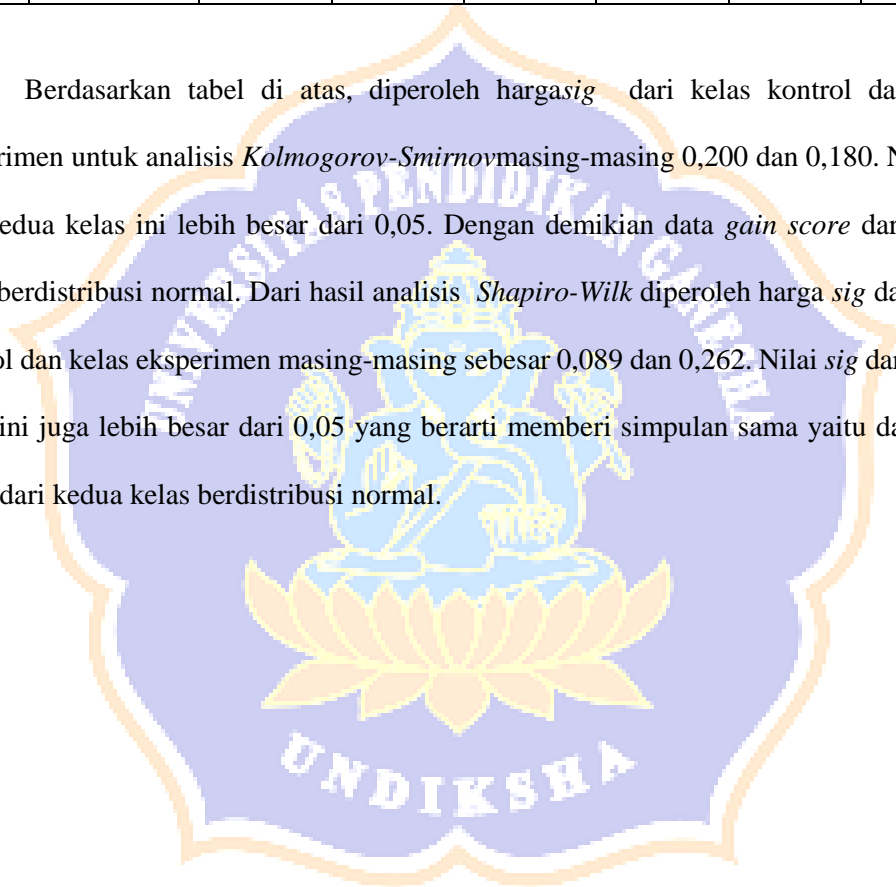 Berdasarkan tabel di atas, diperoleh hargasig dari kelas kontrol da
rimen untuk analisis Kolmogorov-Smirnovmasing-masing 0,200 dan 0,180. N
edua kelas ini lebih besar dari 0,05. Dengan demikian data gain score dar
berdistribusi normal. Dari hasil analisis Shapiro-Wilk diperoleh harga sig da
ol dan kelas eksperimen masing-masing sebesar 0,089 dan 0,262. Nilai sig dar
ini juga lebih besar dari 0,05 yang berarti memberi simpulan sama yaitu da
dari kedua kelas berdistribusi normal.
UNIVERSITAS PENDIDIKAN GANESHA
UNDIKSHA